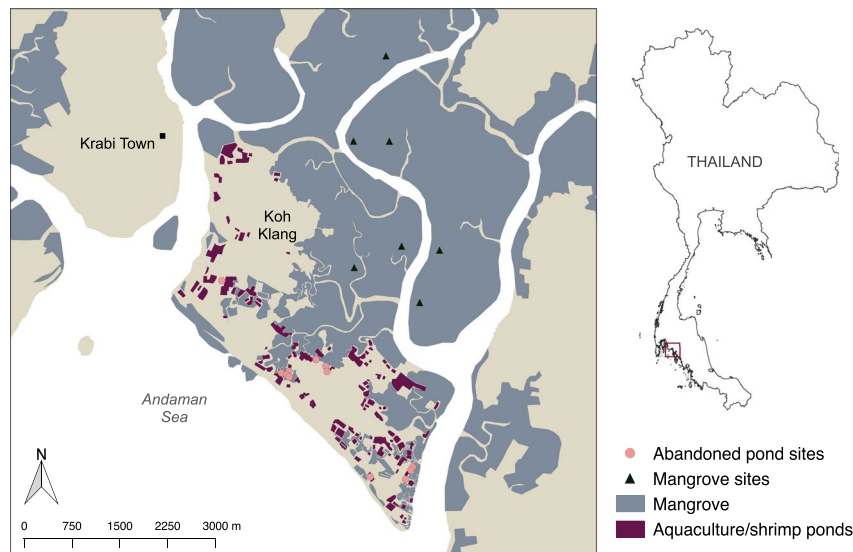 Krabi Town
Koh
Klang
Andaman
Sea
N
0 750 1500 2250 3000 m
THAILAND
Abandoned pond sites
Mangrove sites
Mangrove
Aquaculture/shrimp ponds